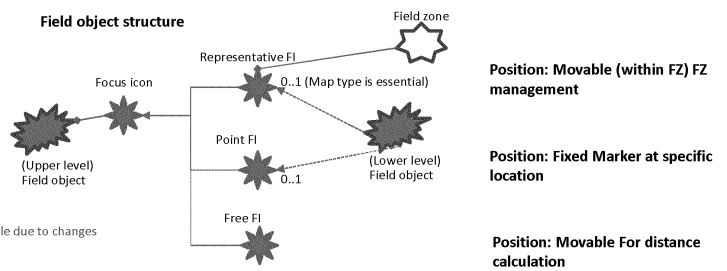 Field object structure
Field zone
Representative FI
0..1 (Map type is essential)
Position: Movable (within FZ) FZ
management
Focus icon
Point FI
(Upper level)
Field object
(Lower level)
Field object
0..1
Position: Fixed Marker at specific
location
Free FI
le due to changes
Position: Movable For distance
calculation